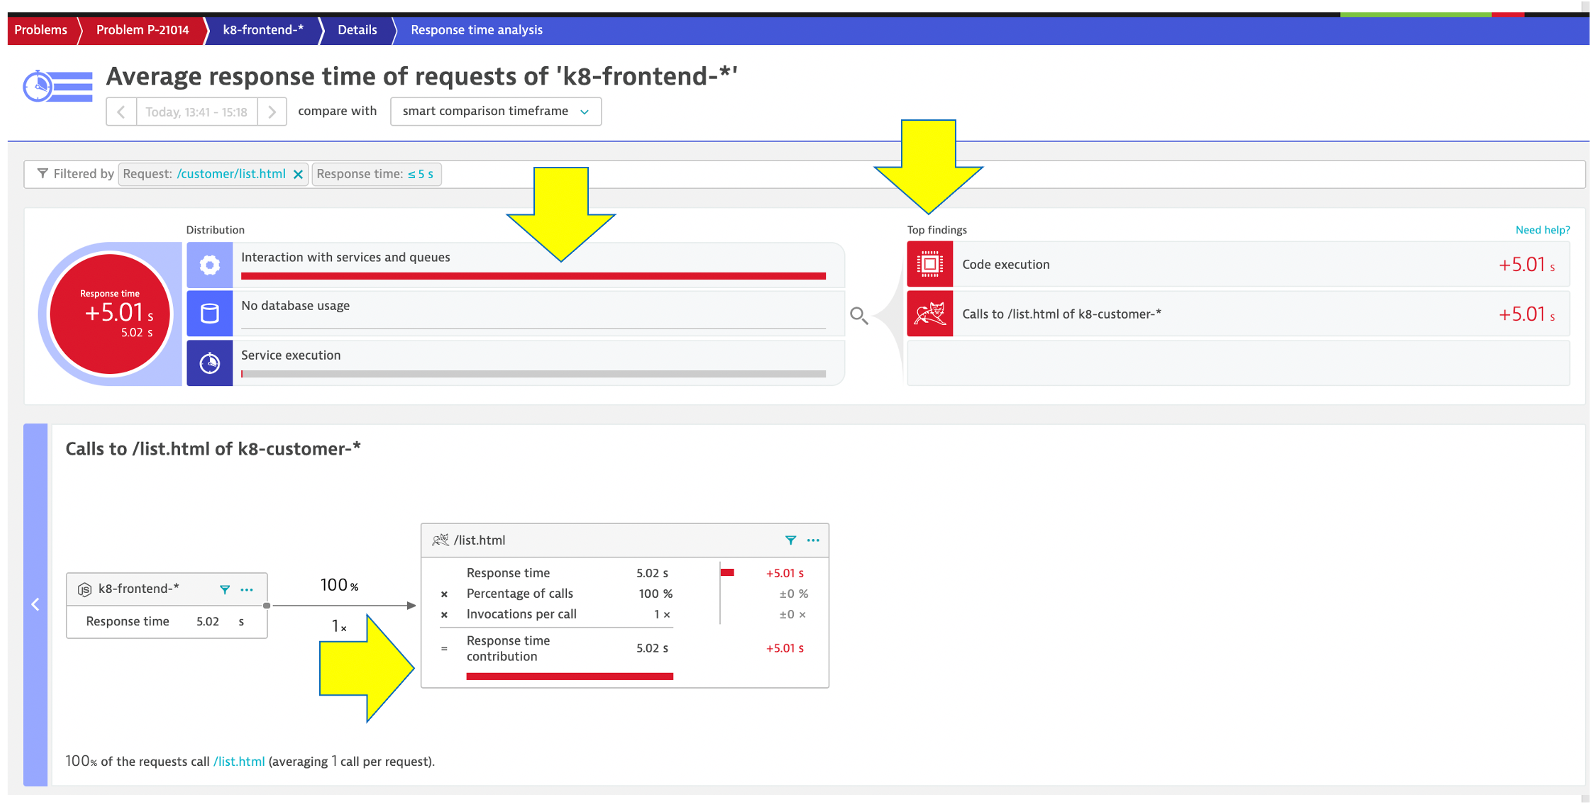 Problems Problem P-21014 k8-frontend-* Details Response time analysis
Average response time of requests of 'k8-frontend-*'
Today, 13:41 - 15:18 compare with smart comparison timeframe
Filtered by Request: /customer/list.html × Response time: ≤ 5 s
Distribution
Interaction with services and queues
No database usage
Service execution
Response time
+5.01 s
5.02 s
Top findings Need help?
Code execution +5.01 s
Calls to /list.html of k8-customer-* +5.01 s
Calls to /list.html of k8-customer-*
k8-frontend-* ...
Response time 5.02 s
100 %
1 ×
/list.html ...
Response time 5.02 s +5.01 s
× Percentage of calls 100 % ±0 %
× Invocations per call 1 × ±0 ×
= Response time contribution 5.02 s +5.01 s
100% of the requests call /list.html (averaging 1 call per request).